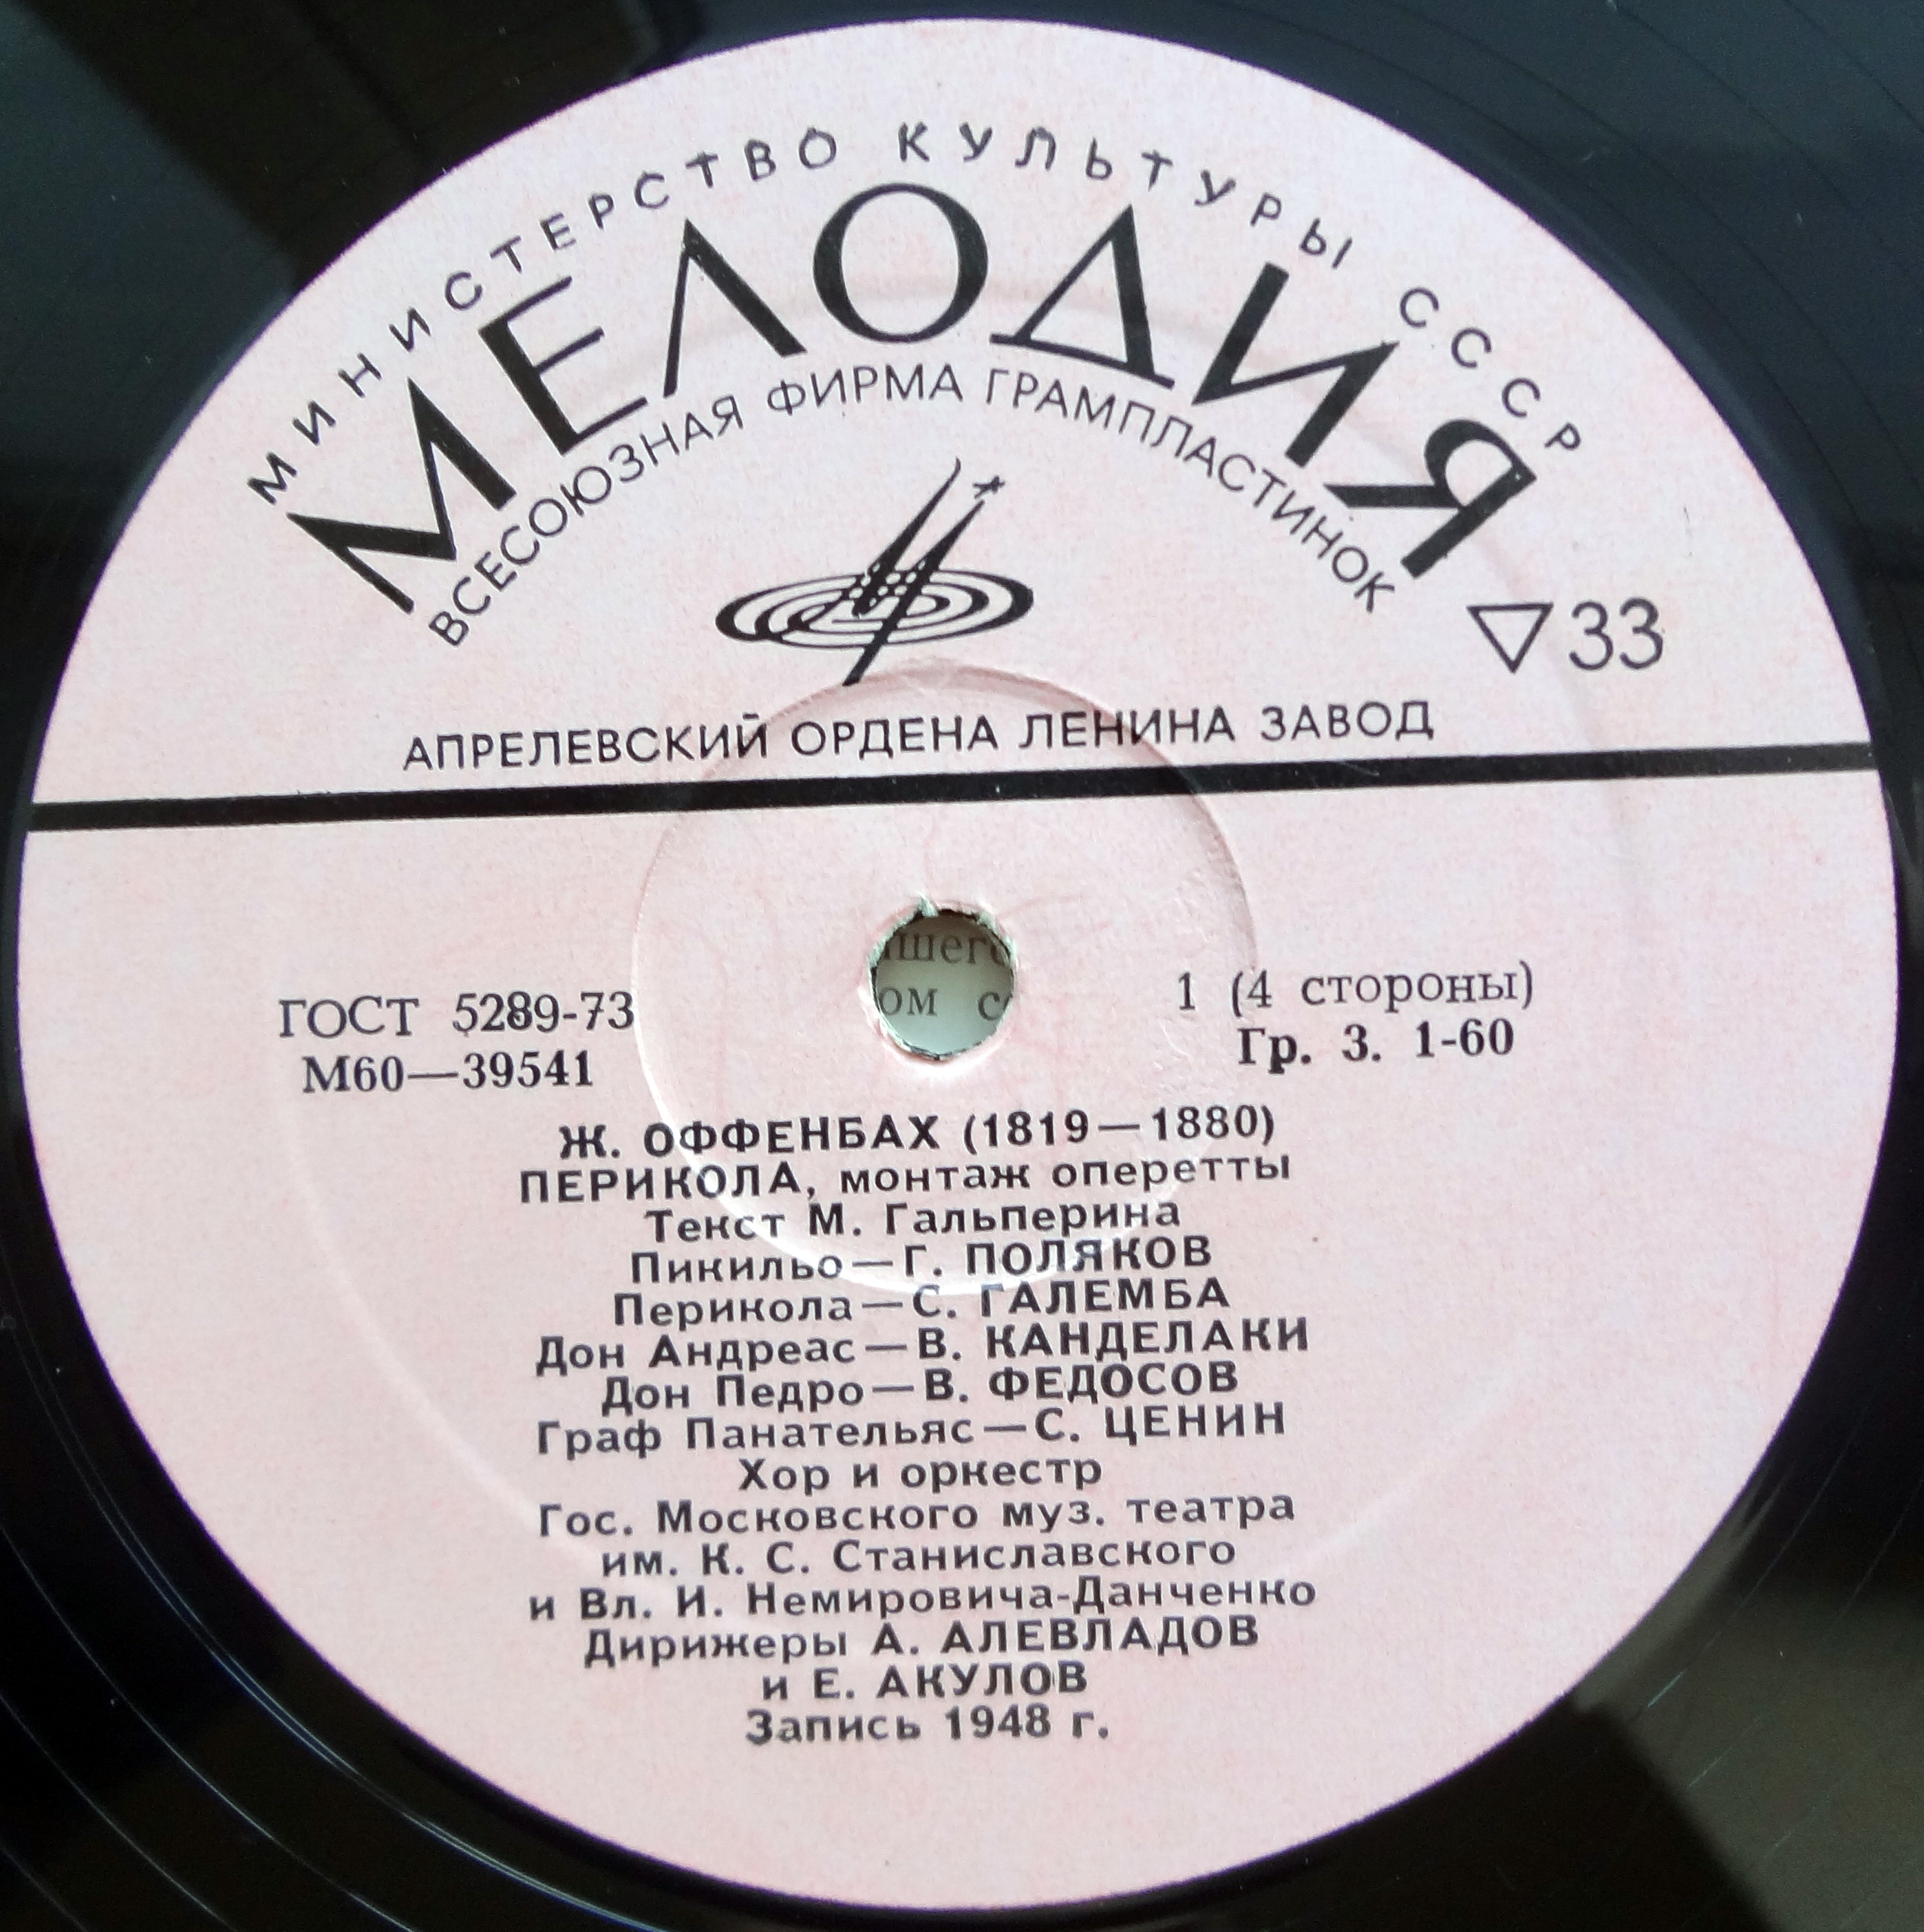 МИНИСТЕРСТВО КУЛЬТУРЫ СССР
МЕЛОДИЯ
ВСЕСОЮЗНАЯ ФИРМА ГРАМПЛАСТИНОК
33
АПРЕЛЕВСКИЙ ОРДЕНА ЛЕНИНА ЗАВОД
ГОСТ 5289-73
М60—39541
1 (4 стороны)
Гр. 3. 1-60
Ж. ОФФЕНБАХ (1819—1880)
ПЕРИКОЛА, монтаж оперетты
Текст М. Гальперина
Пикильо—Г. ПОЛЯКОВ
Перикола—С. ГАЛЕМБА
Дон Андреас—В. КАНДЕЛАКИ
Дон Педро—В. ФЕДОСОВ
Граф Панательяс—С. ЦЕНИН
Хор и оркестр
Гос. Московского муз. театра
им. К. С. Станиславского
и Вл. И. Немировича-Данченко
Дирижеры А. АЛЕВЛАДОВ
и Е. АКУЛОВ
Запись 1948 г.